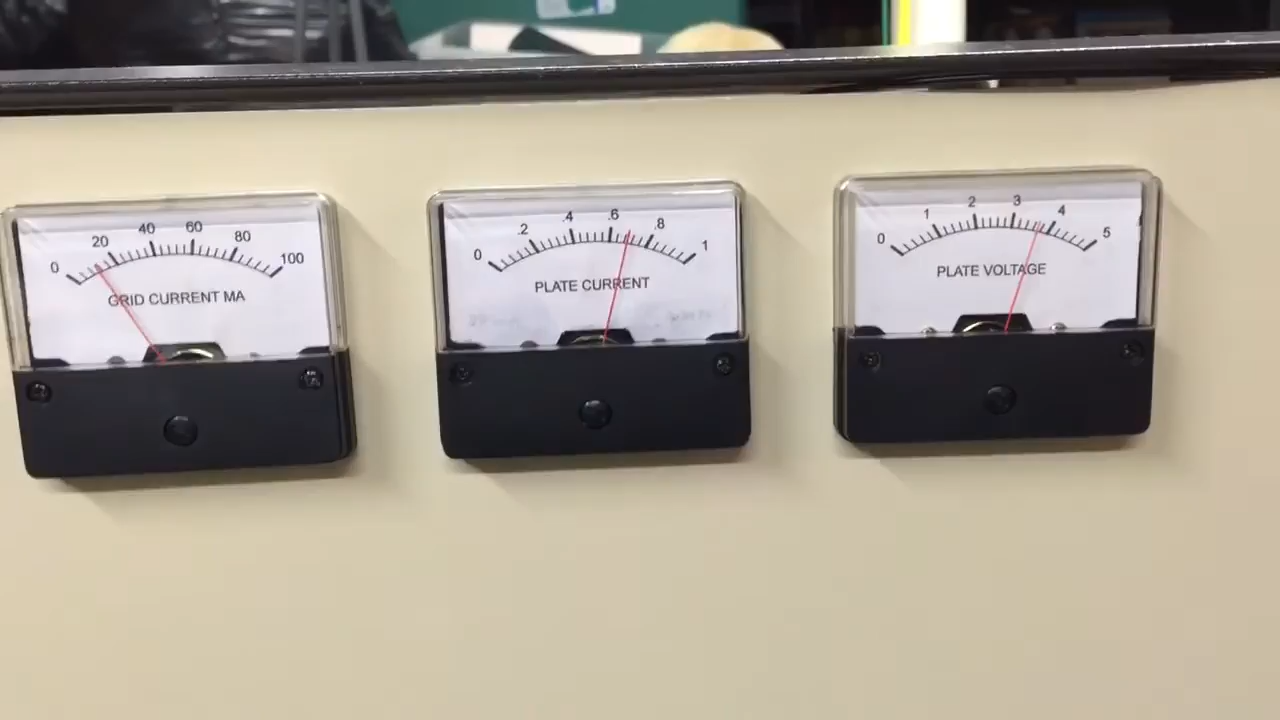 0 20 40 60 80 100
GRID CURRENT MA
0 .2 .4 .6 .8 1
PLATE CURRENT
0 1 2 3 4 5
PLATE VOLTAGE